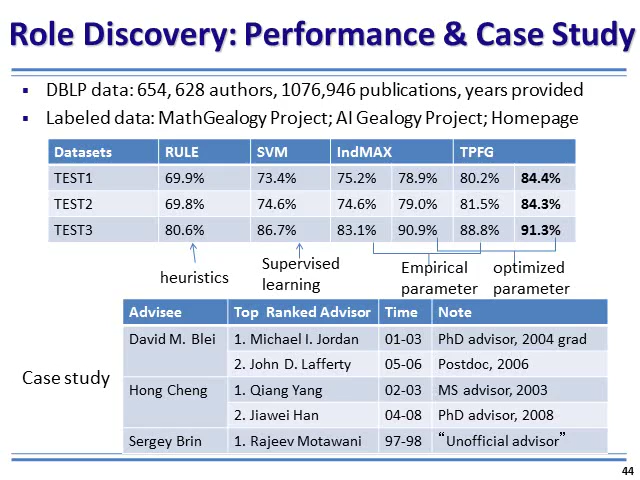 Role Discovery: Performance & Case Study
DBLP data: 654, 628 authors, 1076,946 publications, years provided
Labeled data: MathGealogy Project; AI Gealogy Project; Homepage
Datasets RULE SVM IndMAX TPFG
TEST1 69.9% 73.4% 75.2% 78.9% 80.2% 84.4%
TEST2 69.8% 74.6% 74.6% 79.0% 81.5% 84.3%
TEST3 80.6% 86.7% 83.1% 90.9% 88.8% 91.3%
heuristics
Supervised
learning
Empirical
parameter
optimized
parameter
Case study
Advisee Top Ranked Advisor Time Note
David M. Blei 1. Michael I. Jordan 01-03 PhD advisor, 2004 grad
2. John D. Lafferty 05-06 Postdoc, 2006
Hong Cheng 1. Qiang Yang 02-03 MS advisor, 2003
2. Jiawei Han 04-08 PhD advisor, 2008
Sergey Brin 1. Rajeev Motawani 97-98 “Unofficial advisor”
44